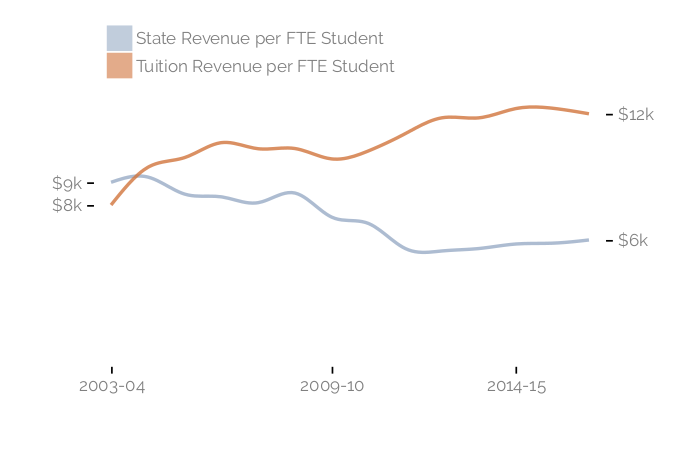 State Revenue per FTE Student
Tuition Revenue per FTE Student
$12k
$9k
$8k
$6k
2003-04 2009-10 2014-15